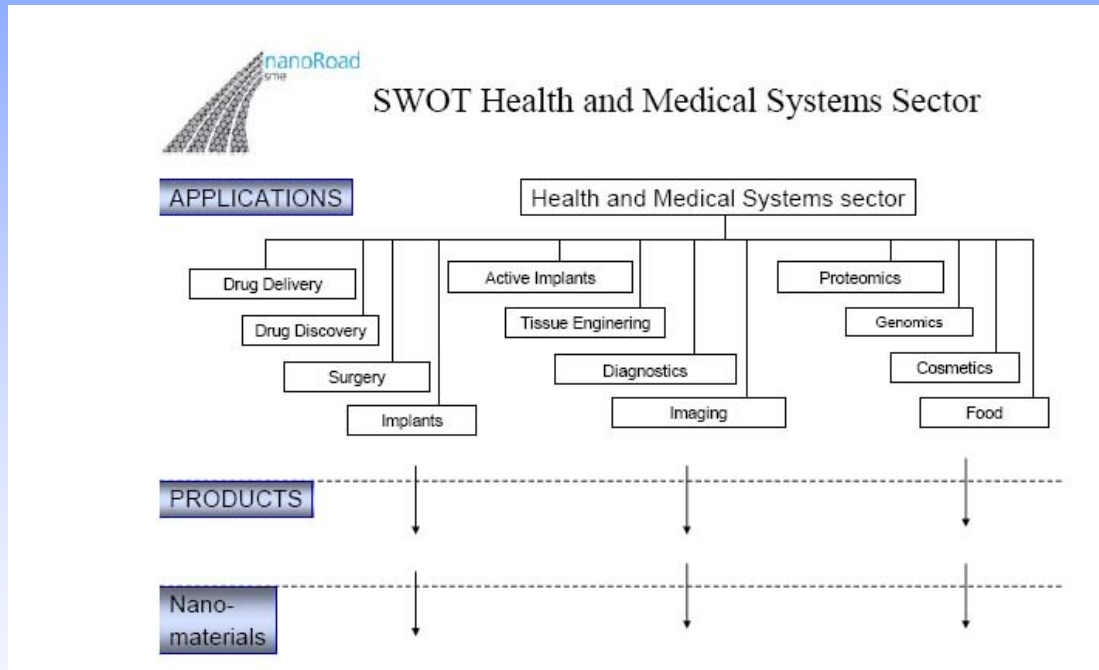 nanoRoad
sme
SWOT Health and Medical Systems Sector
APPLICATIONS
Health and Medical Systems sector
Drug Delivery
Active Implants
Proteomics
Drug Discovery
Tissue Enginering
Genomics
Surgery
Diagnostics
Cosmetics
Implants
Imaging
Food
PRODUCTS
Nano-
materials